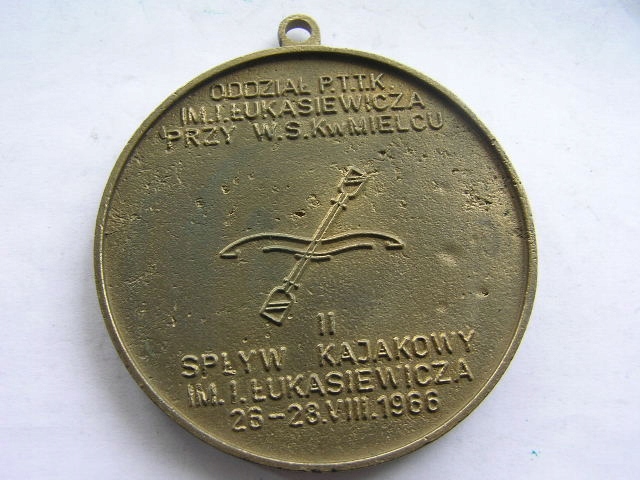 ODDZIAŁ P.T.T.K.
IM.I.ŁUKASIEWICZA
PRZY W.S.K w MIELCU
II
SPŁYW KAJAKOWY
IM.I.ŁUKASIEWICZA
26-28.VIII.1966